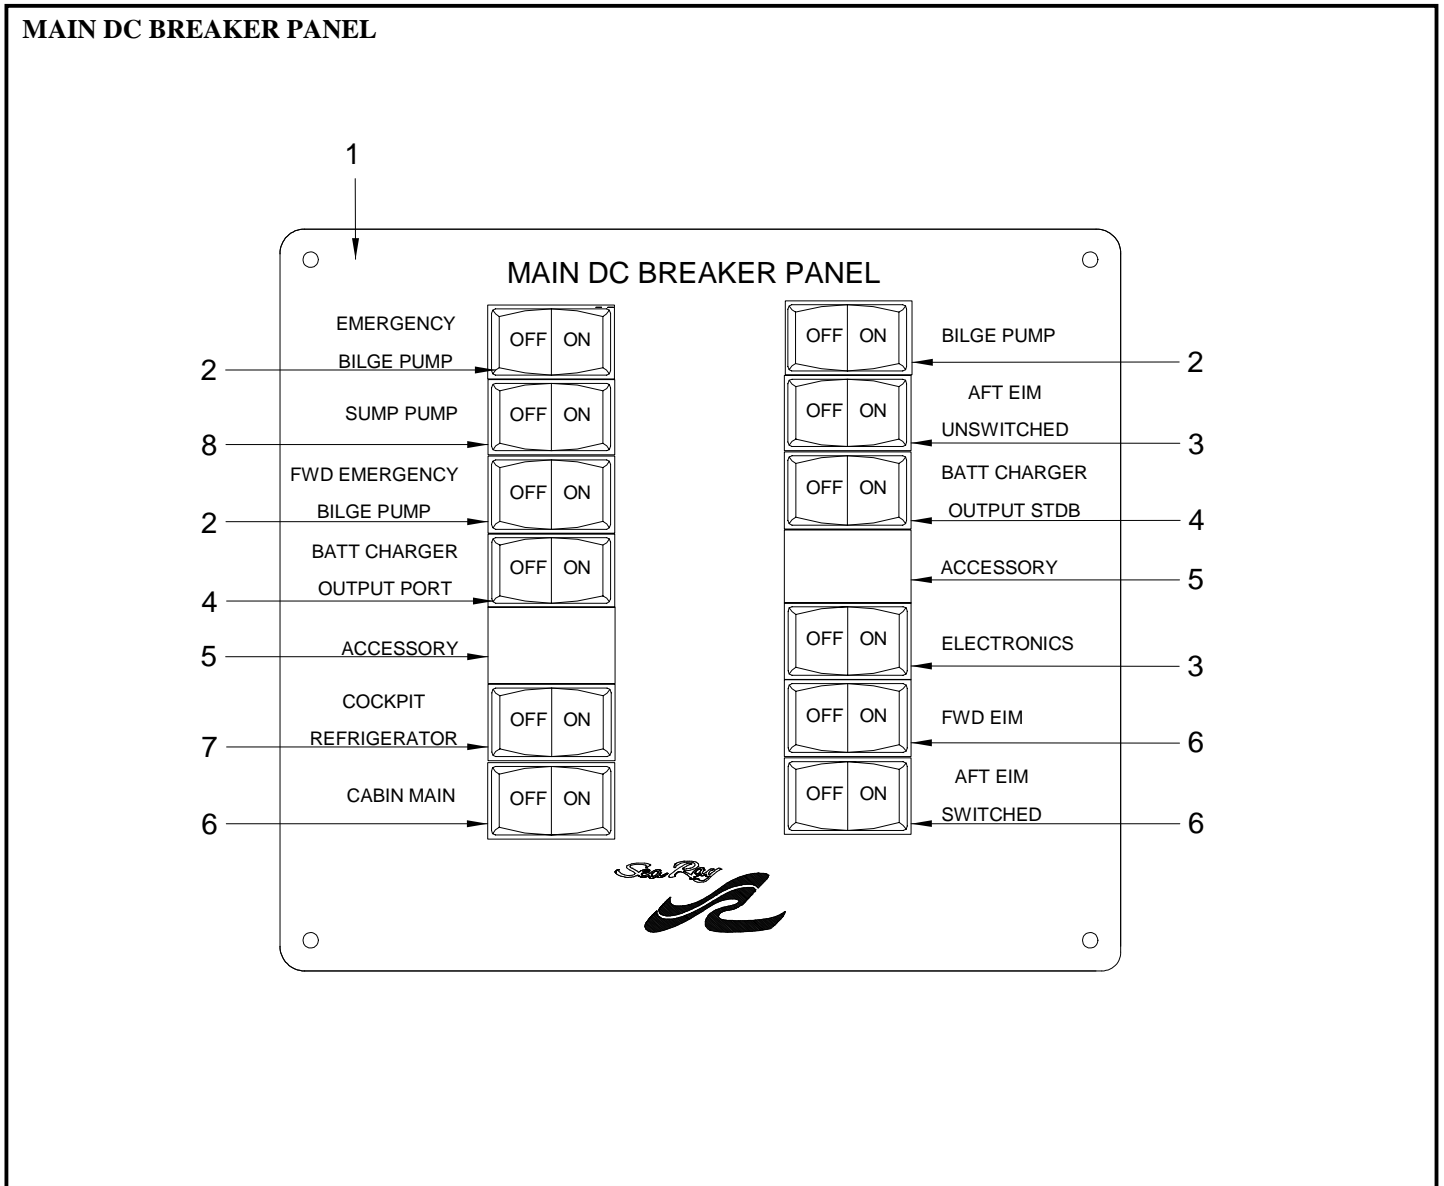 MAIN DC BREAKER PANEL
1
MAIN DC BREAKER PANEL
EMERGENCY
BILGE PUMP
2
OFF ON
SUMP PUMP
8
OFF ON
FWD EMERGENCY
BILGE PUMP
2
OFF ON
BATT CHARGER
OUTPUT PORT
4
OFF ON
ACCESSORY
5
COCKPIT
REFRIGERATOR
7
OFF ON
CABIN MAIN
6
OFF ON
OFF ON
BILGE PUMP
2
OFF ON
AFT EIM
UNSWITCHED
3
OFF ON
BATT CHARGER
OUTPUT STDB
4
ACCESSORY
5
OFF ON
ELECTRONICS
3
OFF ON
FWD EIM
6
OFF ON
AFT EIM
SWITCHED
6
Sea Ray